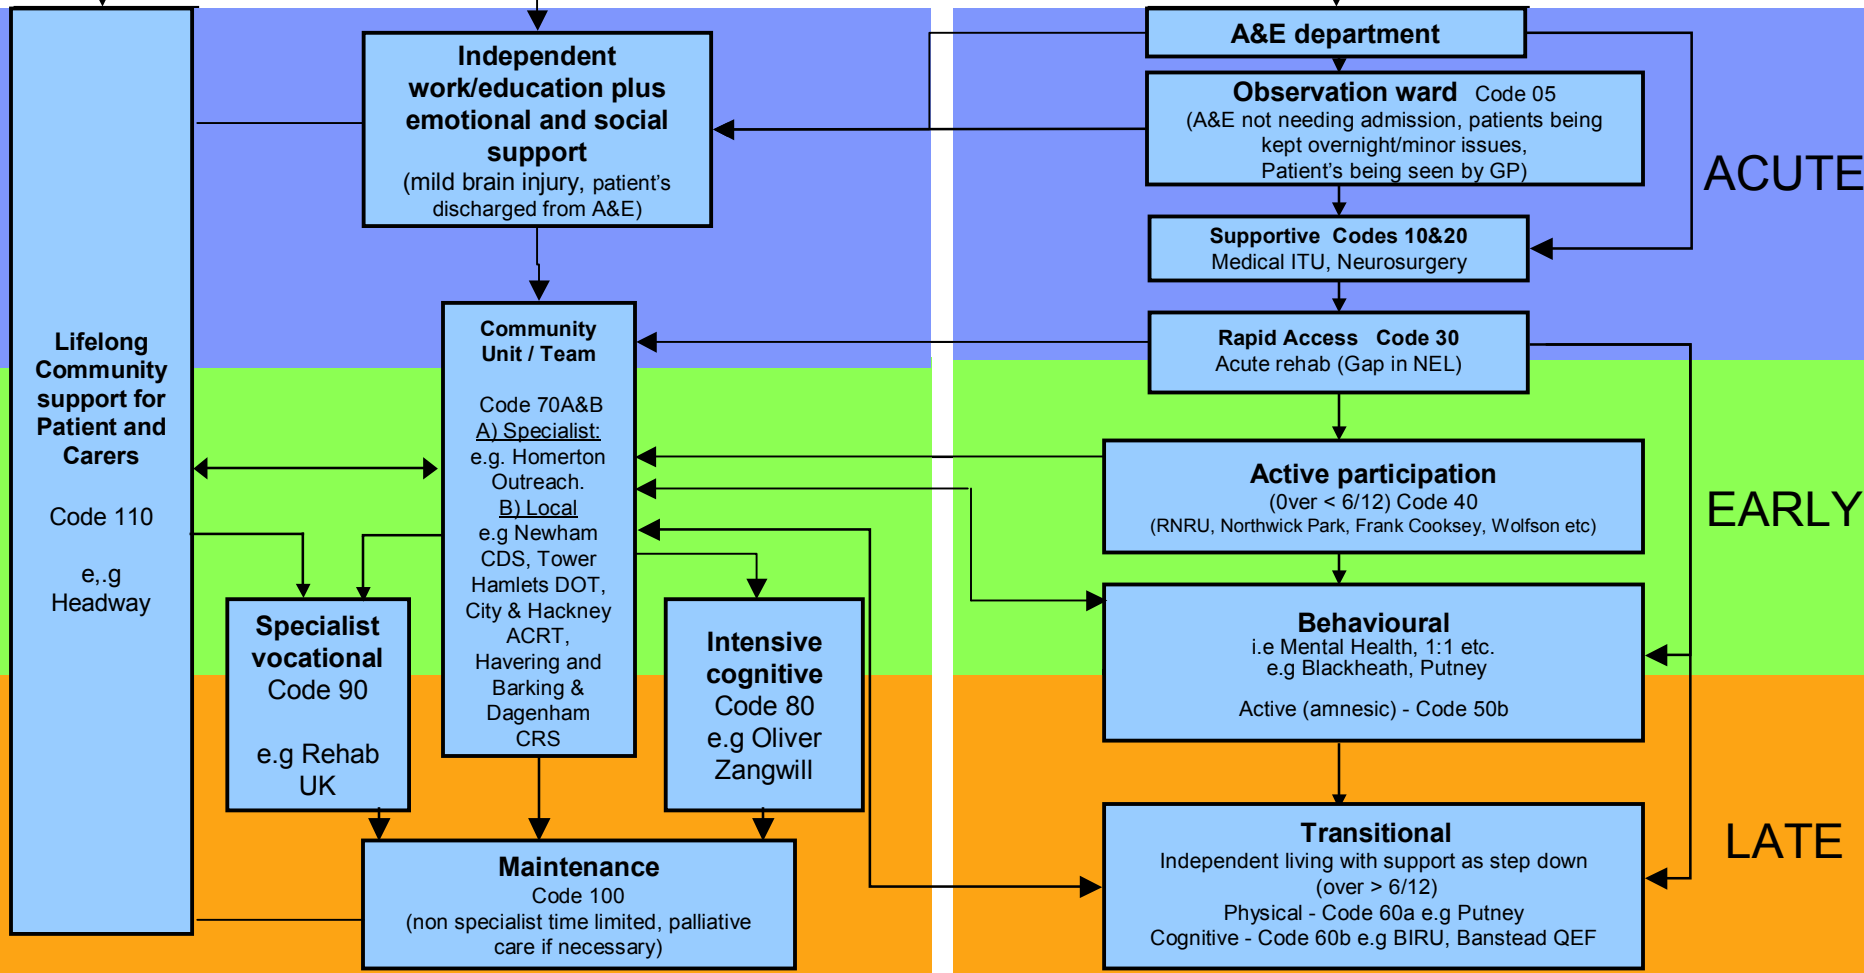 Lifelong
Community
support for
Patient and
Carers
Code 110
e,.g
Headway
Independent
work/education plus
emotional and social
support
(mild brain injury, patient's
discharged from A&E)
Community
Unit / Team
Code 70A&B
A) Specialist:
e.g. Homerton
Outreach.
B) Local
e.g Newham
CDS, Tower
Hamlets DOT,
City & Hackney
ACRT,
Havering and
Barking &
Dagenham
CRS
Specialist
vocational
Code 90
e.g Rehab
UK
Intensive
cognitive
Code 80
e.g Oliver
Zangwill
Maintenance
Code 100
(non specialist time limited, palliative
care if necessary)
A&E department
Observation ward Code 05
(A&E not needing admission, patients being
kept overnight/minor issues,
Patient's being seen by GP)
Supportive Codes 10&20
Medical ITU, Neurosurgery
Rapid Access Code 30
Acute rehab (Gap in NEL)
Active participation
(0ver < 6/12) Code 40
(RNRU, Northwick Park, Frank Cooksey, Wolfson etc)
Behavioural
i.e Mental Health, 1:1 etc.
e.g Blackheath, Putney
Active (amnesic) - Code 50b
Transitional
Independent living with support as step down
(over > 6/12)
Physical - Code 60a e.g Putney
Cognitive - Code 60b e.g BIRU, Banstead QEF
ACUTE
EARLY
LATE